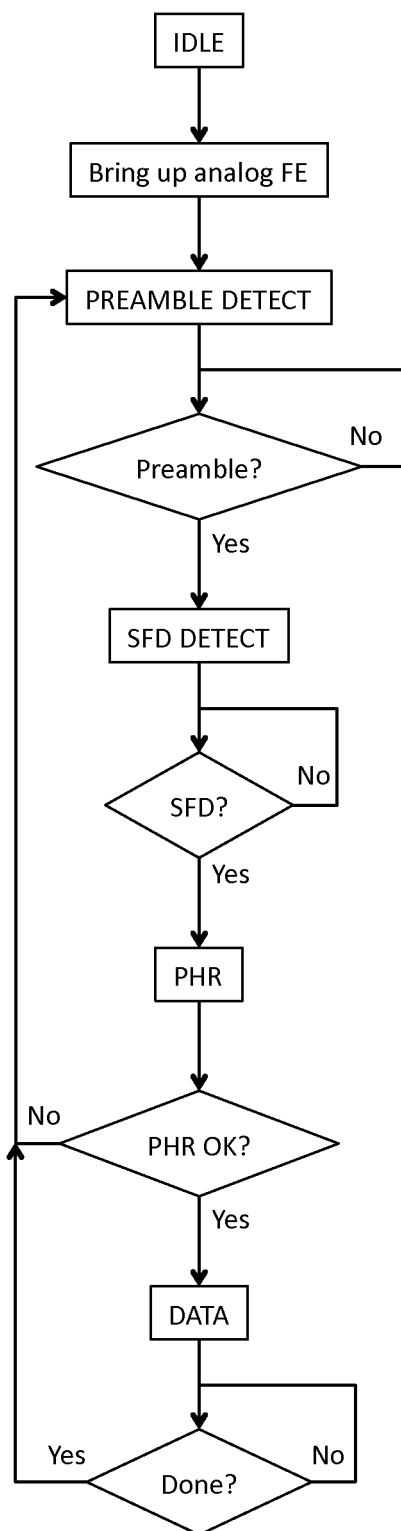 IDLE
Bring up analog FE
PREAMBLE DETECT
No
Preamble?
Yes
SFD DETECT
No
SFD?
Yes
PHR
No
PHR OK?
Yes
DATA
Yes
No
Done?